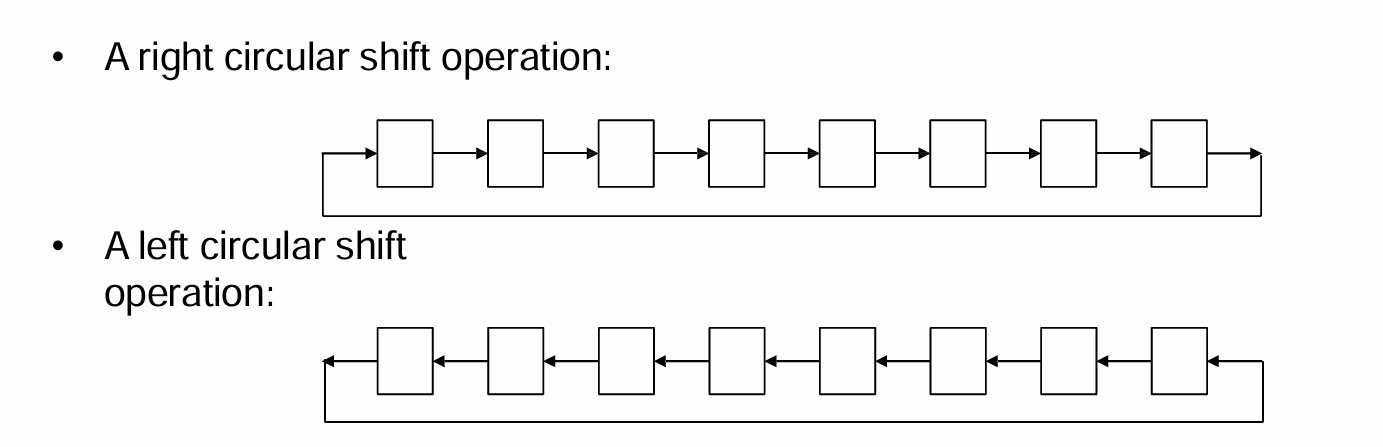 • A right circular shift operation:
• A left circular shift
operation: